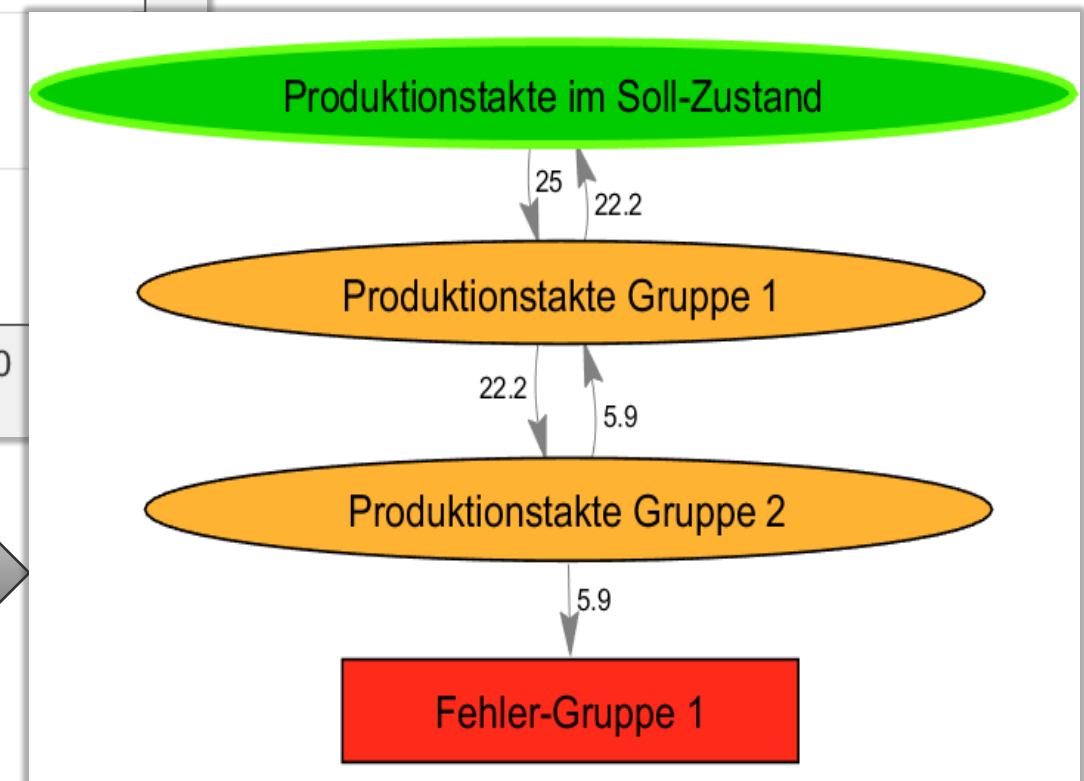 Produktionstakte im Soll-Zustand
25
22.2
Produktionstakte Gruppe 1
0
22.2
5.9
Produktionstakte Gruppe 2
5.9
Fehler-Gruppe 1